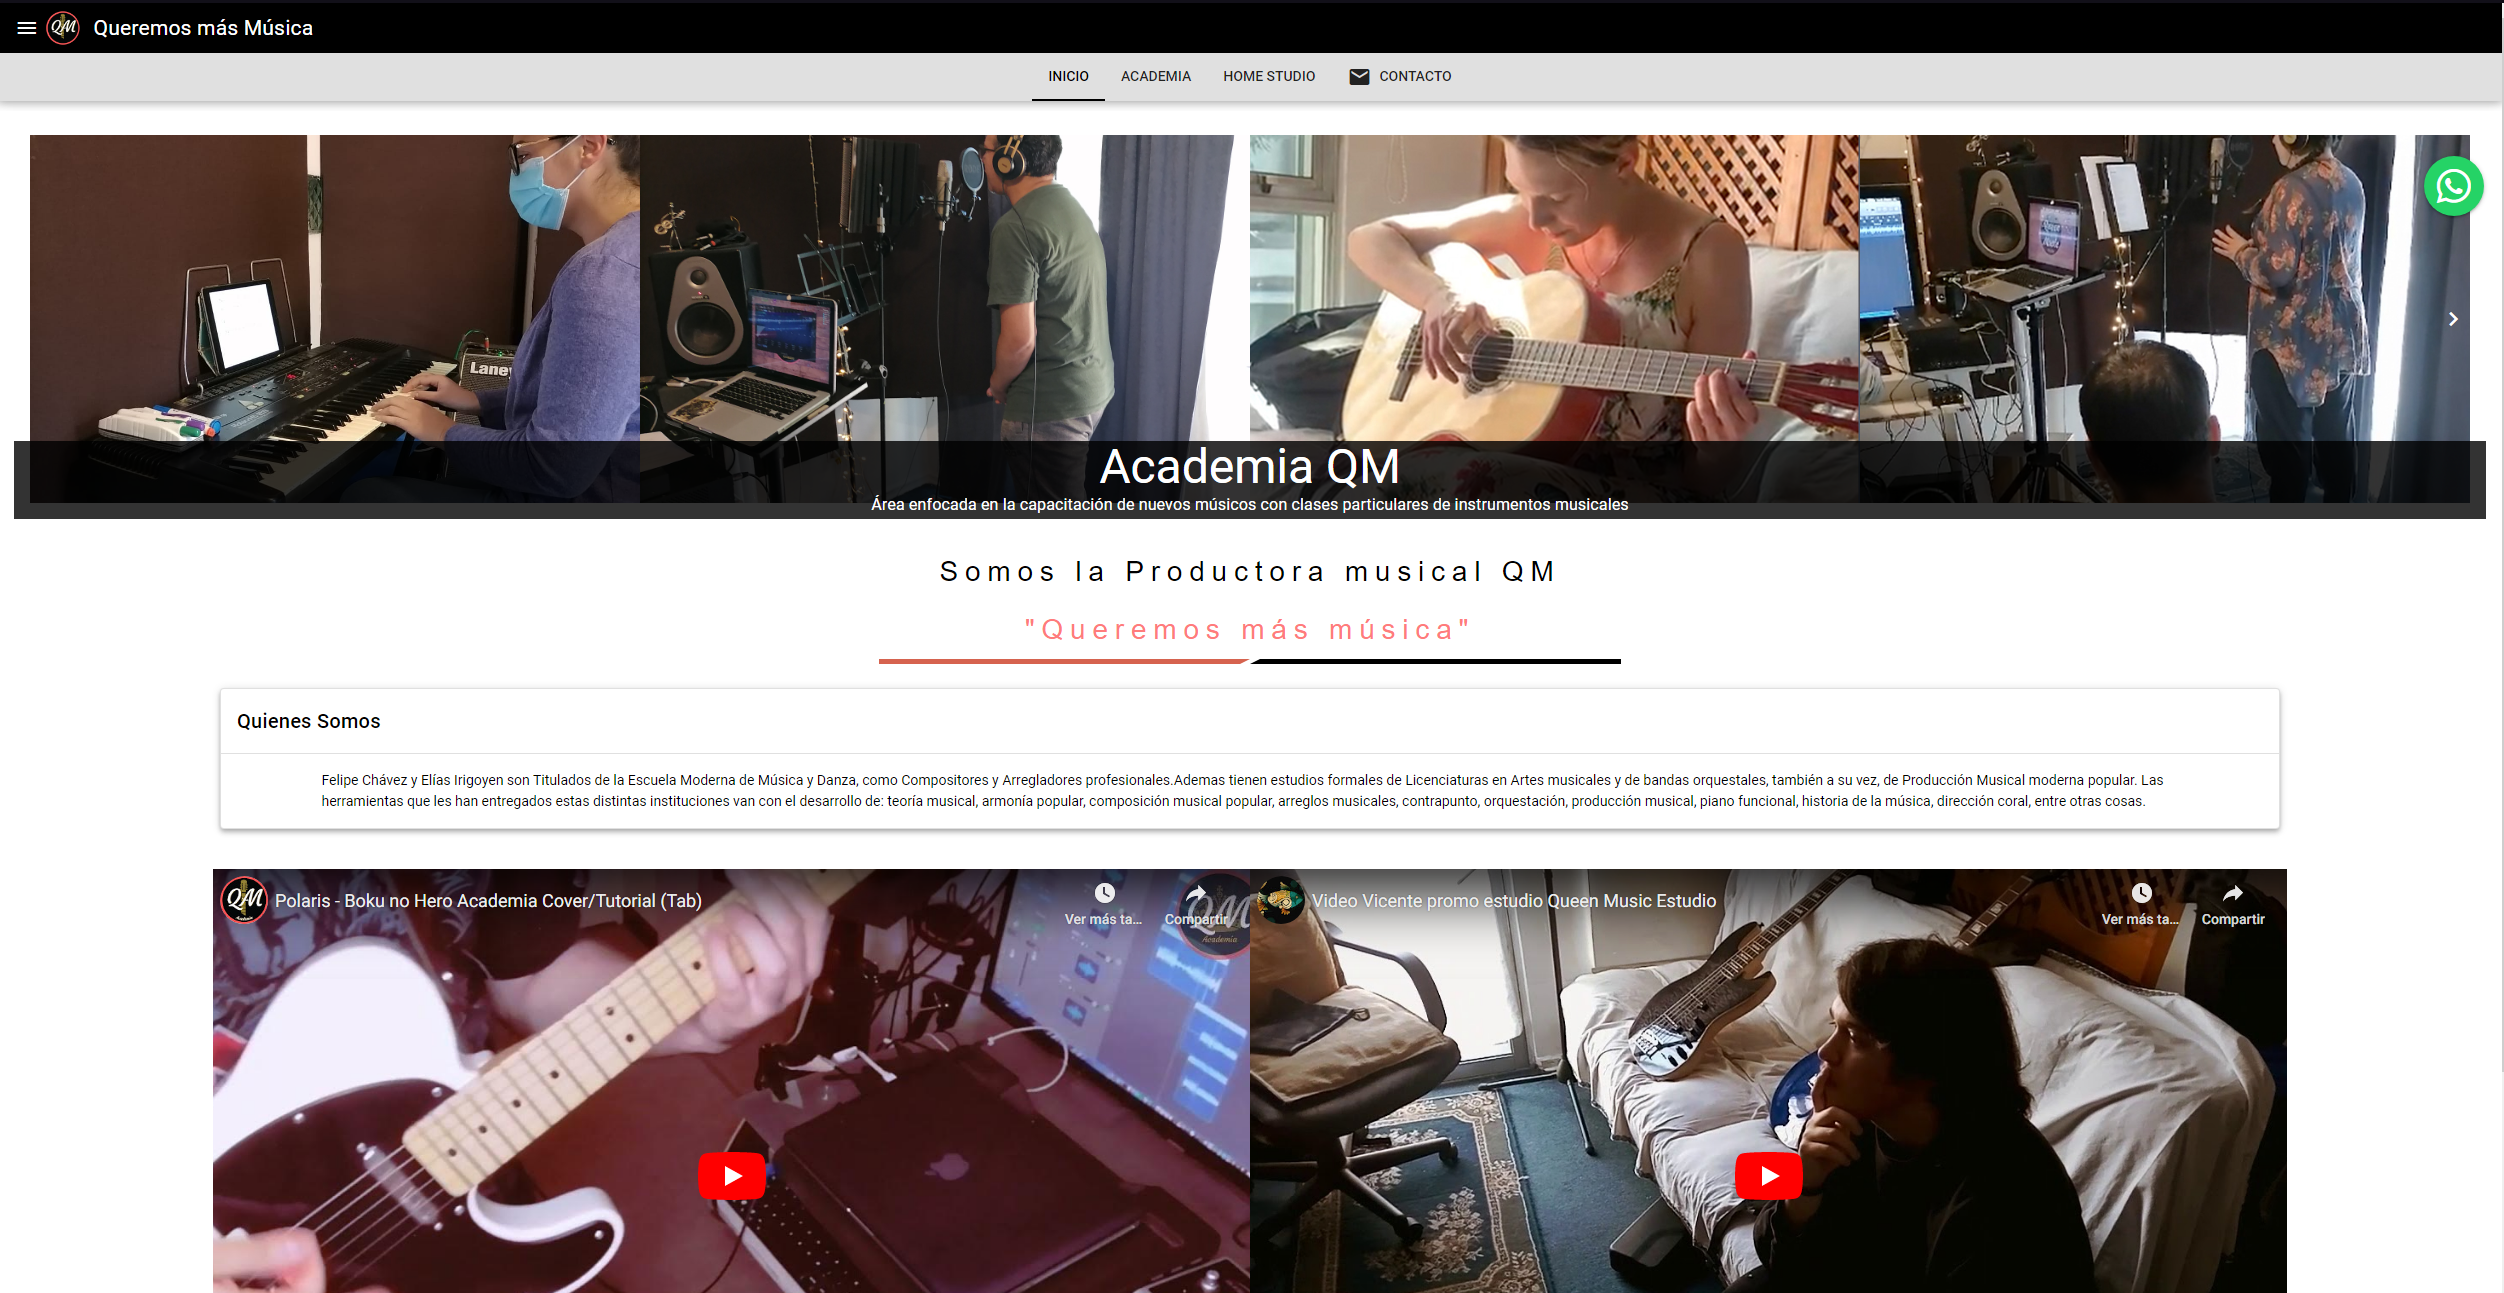 QM Queremos más Música
INICIO ACADEMIA HOME STUDIO CONTACTO
Laney
Academia QM
Área enfocada en la capacitación de nuevos músicos con clases particulares de instrumentos musicales
Somos la Productora musical QM
"Queremos más música"
Quienes Somos
Felipe Chávez y Elías Irigoyen son Titulados de la Escuela Moderna de Música y Danza, como Compositores y Arregladores profesionales.Ademas tienen estudios formales de Licenciaturas en Artes musicales y de bandas orquestales, también a su vez, de Producción Musical moderna popular. Las
herramientas que les han entregados estas distintas instituciones van con el desarrollo de: teoría musical, armonía popular, composición musical popular, arreglos musicales, contrapunto, orquestación, producción musical, piano funcional, historia de la música, dirección coral, entre otras cosas.
QM Academia Polaris - Boku no Hero Academia Cover/Tutorial (Tab)
Ver más ta... Compartir
QM
Academia
Video Vicente promo estudio Queen Music Estudio
Ver más ta... Compartir